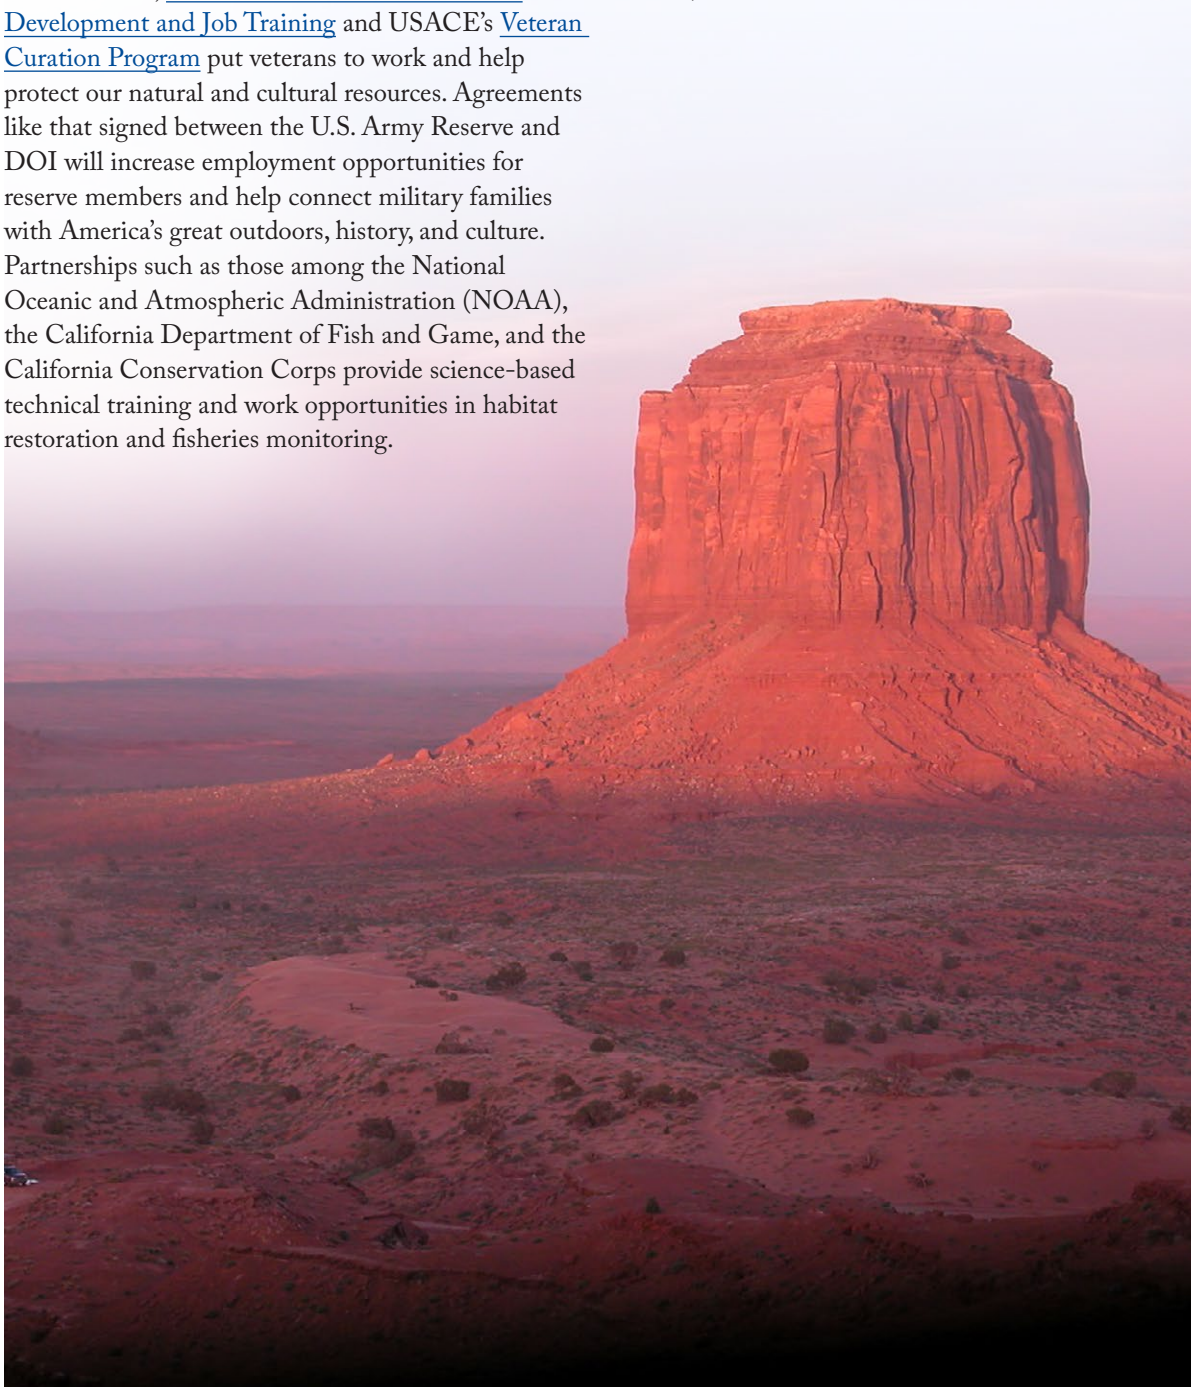 Development and Job Training and USACE’s Veteran
Curation Program put veterans to work and help
protect our natural and cultural resources. Agreements
like that signed between the U.S. Army Reserve and
DOI will increase employment opportunities for
reserve members and help connect military families
with America’s great outdoors, history, and culture.
Partnerships such as those among the National
Oceanic and Atmospheric Administration (NOAA),
the California Department of Fish and Game, and the
California Conservation Corps provide science-based
technical training and work opportunities in habitat
restoration and fisheries monitoring.